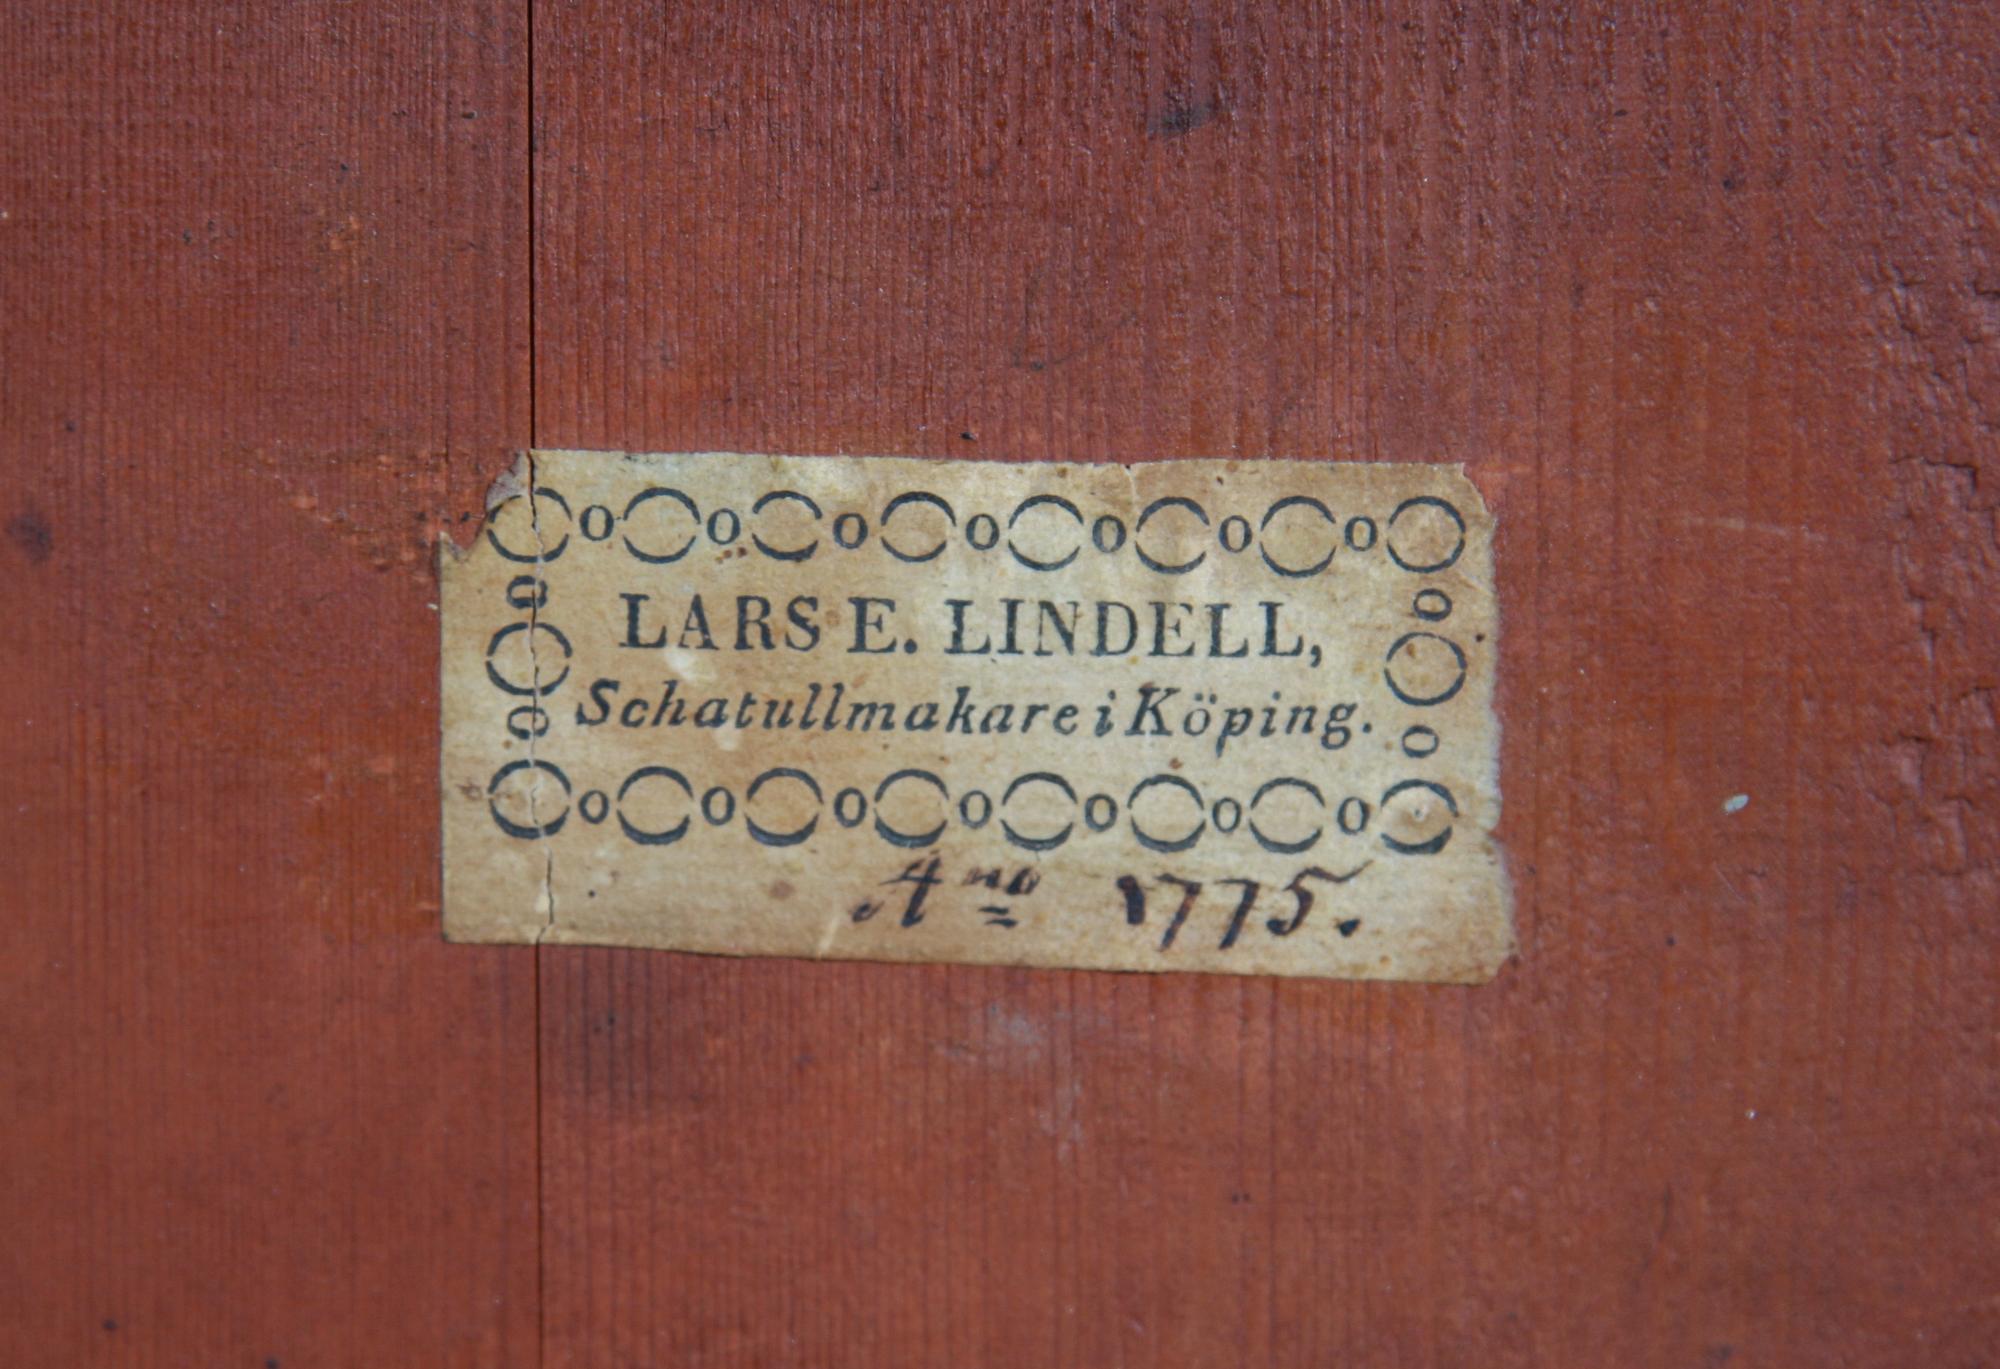 LARS E. LINDELL,
Schatullmakare i Köping.
Ano 1775.